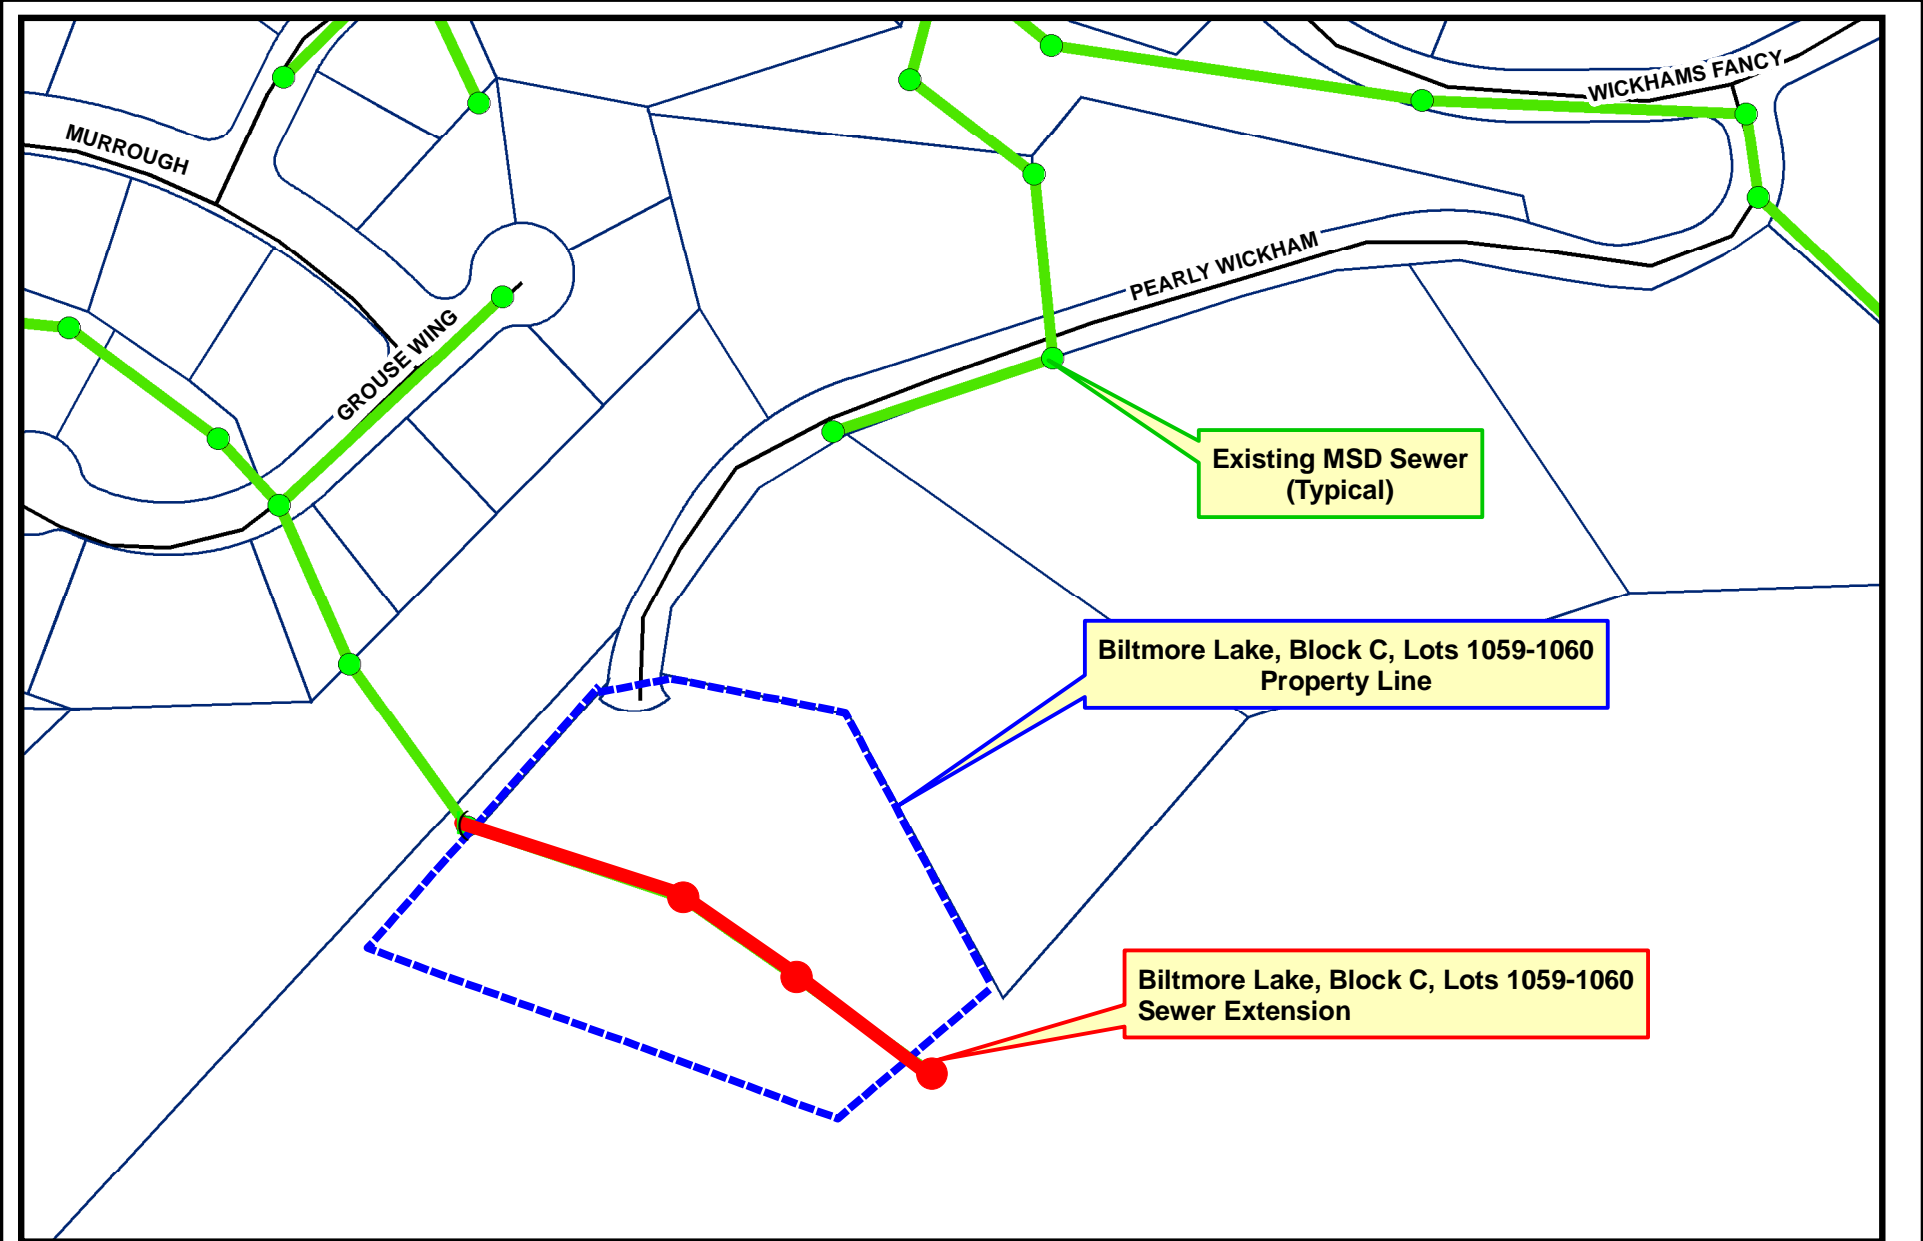 WICKHAMS FANCY
MURROUGH
PEARLY WICKHAM
GROUSE WING
Existing MSD Sewer
(Typical)
Biltmore Lake, Block C, Lots 1059-1060
Property Line
Biltmore Lake, Block C, Lots 1059-1060
Sewer Extension